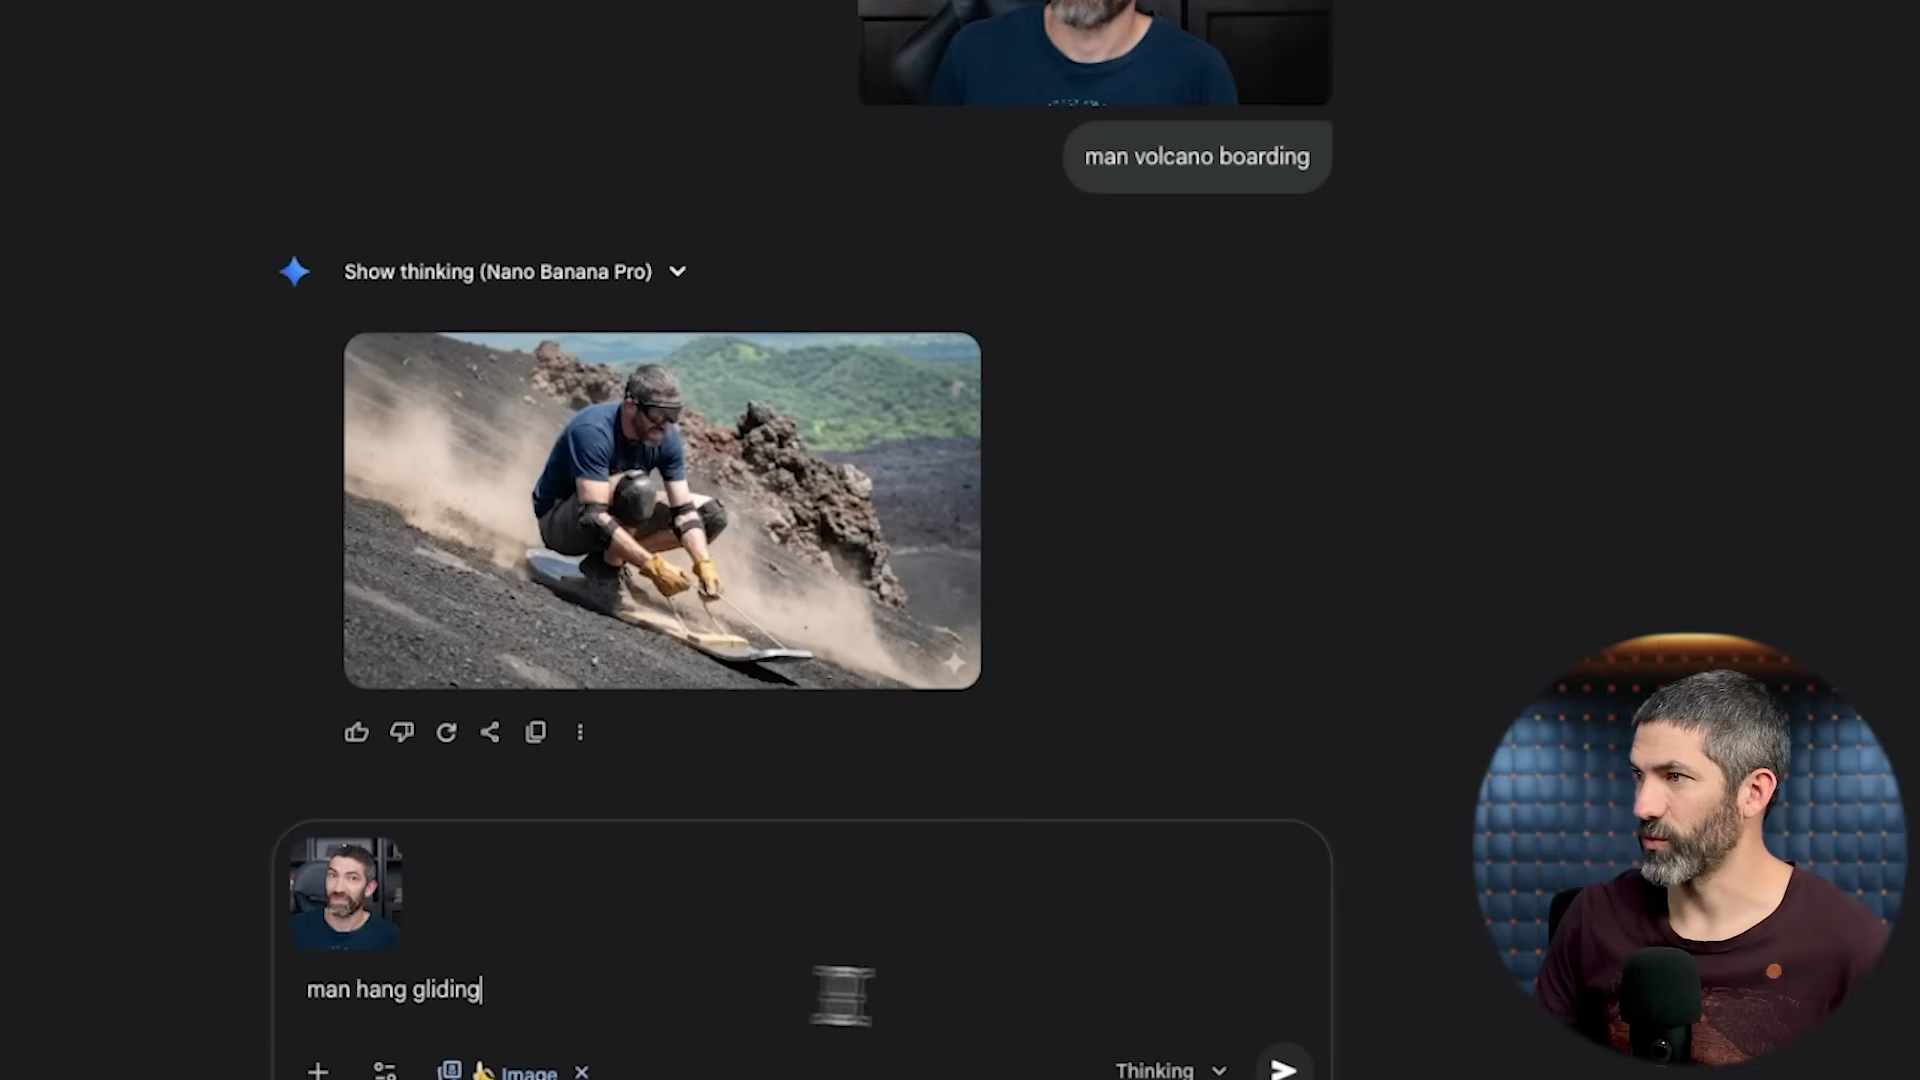 man volcano boarding
Show thinking (Nano Banana Pro)
man hang gliding
Image
Thinking